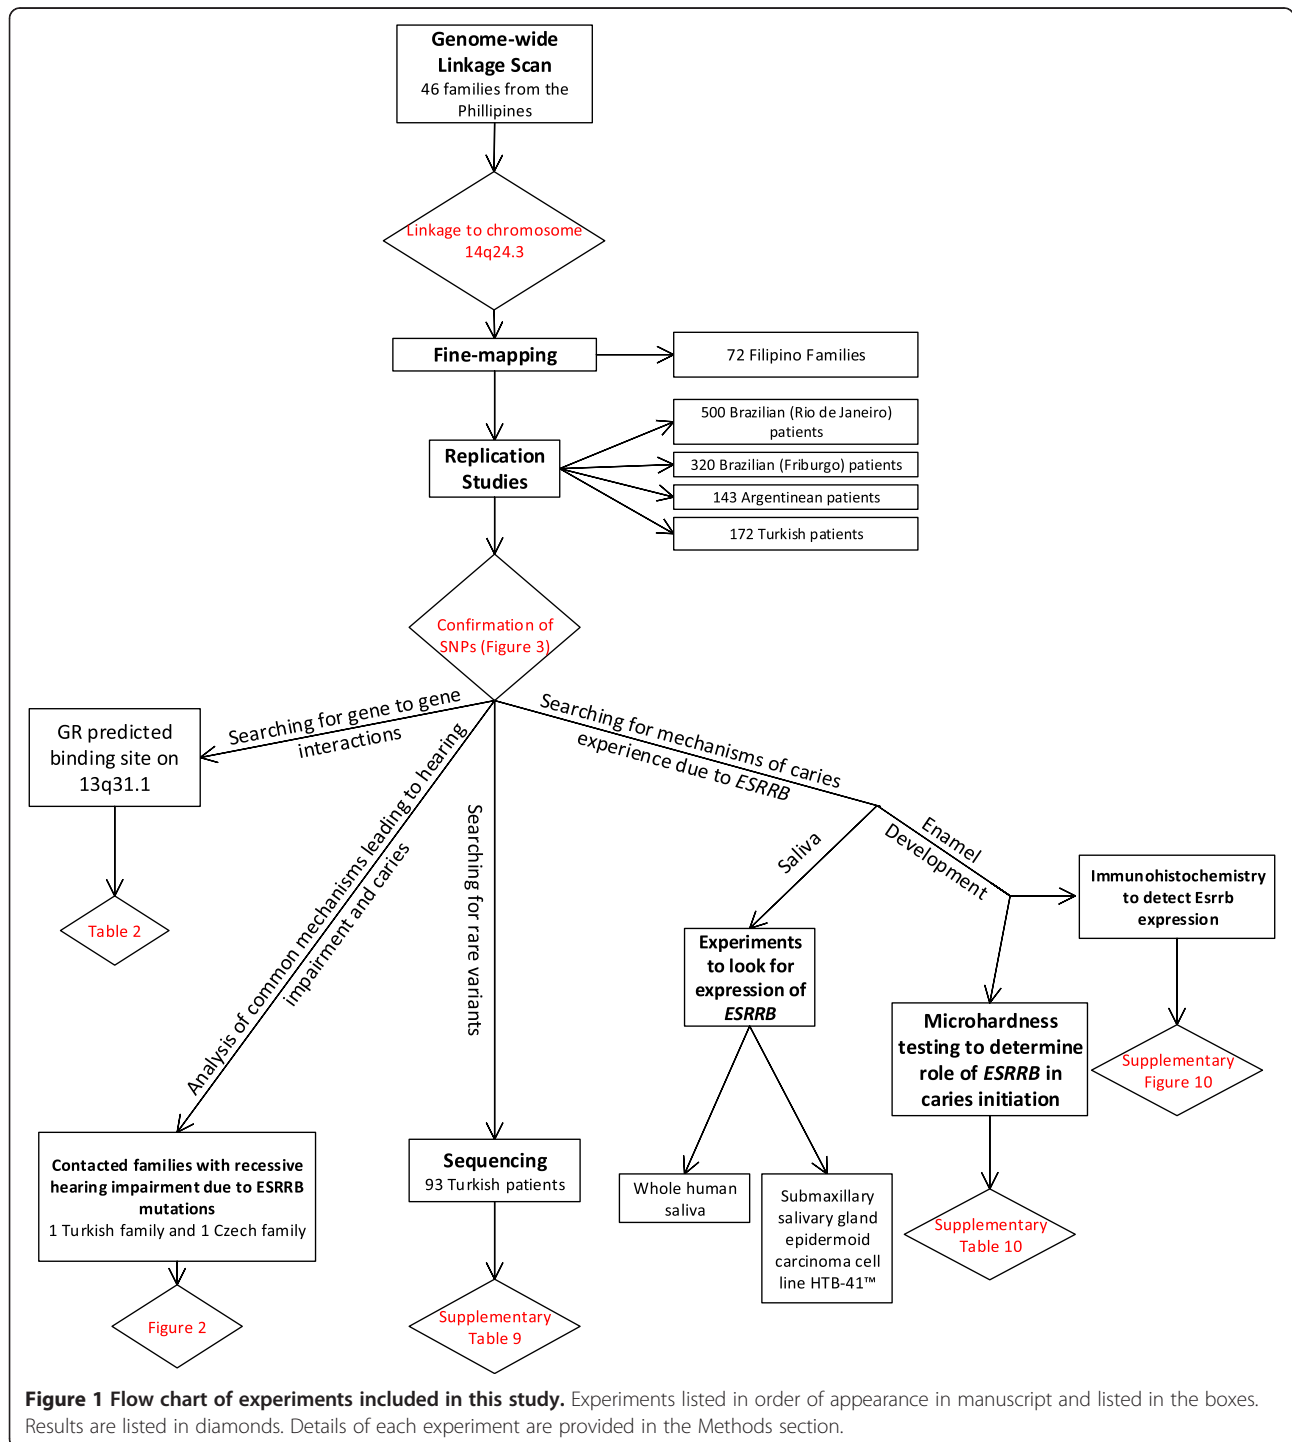 Genome-wide
Linkage Scan
46 families from the
Phillipines
Linkage to chromosome
14q24.3
Fine-mapping
72 Filipino Families
Replication
Studies
500 Brazilian (Rio de Janeiro)
patients
320 Brazilian (Friburgo) patients
143 Argentinean patients
172 Turkish patients
Confirmation of
SNPs (Figure 3)
Searching for gene to gene
interactions
GR predicted
binding site on
13q31.1
Table 2
Analysis of common mechanisms leading to hearing
impairment and caries
Contacted families with recessive
hearing impairment due to ESRRB
mutations
1 Turkish family and 1 Czech family
Figure 2
Searching for rare variants
Sequencing
93 Turkish patients
Supplementary
Table 9
Searching for mechanisms of caries
experience due to ESRRB
Saliva
Experiments
to look for
expression of
ESRRB
Whole human
saliva
Submaxillary
salivary gland
epidermoid
carcinoma cell
line HTB-41™
Enamel
Development
Microhardness
testing to determine
role of ESRRB in
caries initiation
Supplementary
Table 10
Immunohistochemistry
to detect Esrrb
expression
Supplementary
Figure 10
Figure 1 Flow chart of experiments included in this study. Experiments listed in order of appearance in manuscript and listed in the boxes.
Results are listed in diamonds. Details of each experiment are provided in the Methods section.